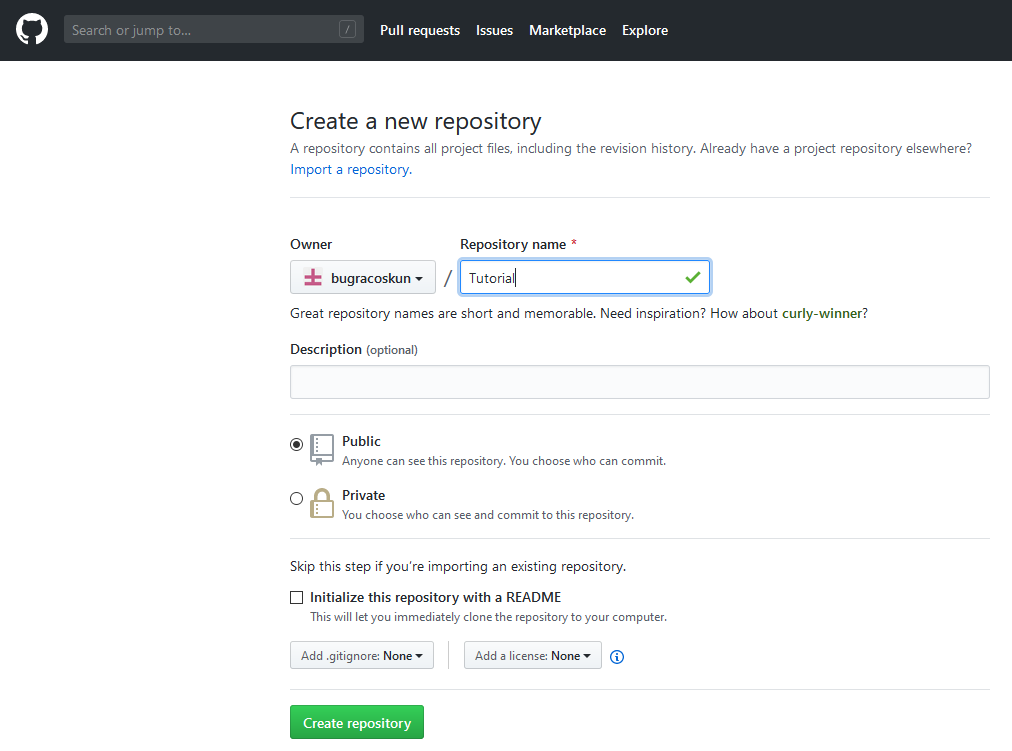 Search or jump to... / Pull requests Issues Marketplace Explore
Create a new repository
A repository contains all project files, including the revision history. Already have a project repository elsewhere?
Import a repository.
Owner Repository name *
bugracoskun / Tutorial
Great repository names are short and memorable. Need inspiration? How about curly-winner?
Description (optional)
Public
Anyone can see this repository. You choose who can commit.
Private
You choose who can see and commit to this repository.
Skip this step if you’re importing an existing repository.
Initialize this repository with a README
This will let you immediately clone the repository to your computer.
Add .gitignore: None Add a license: None
Create repository